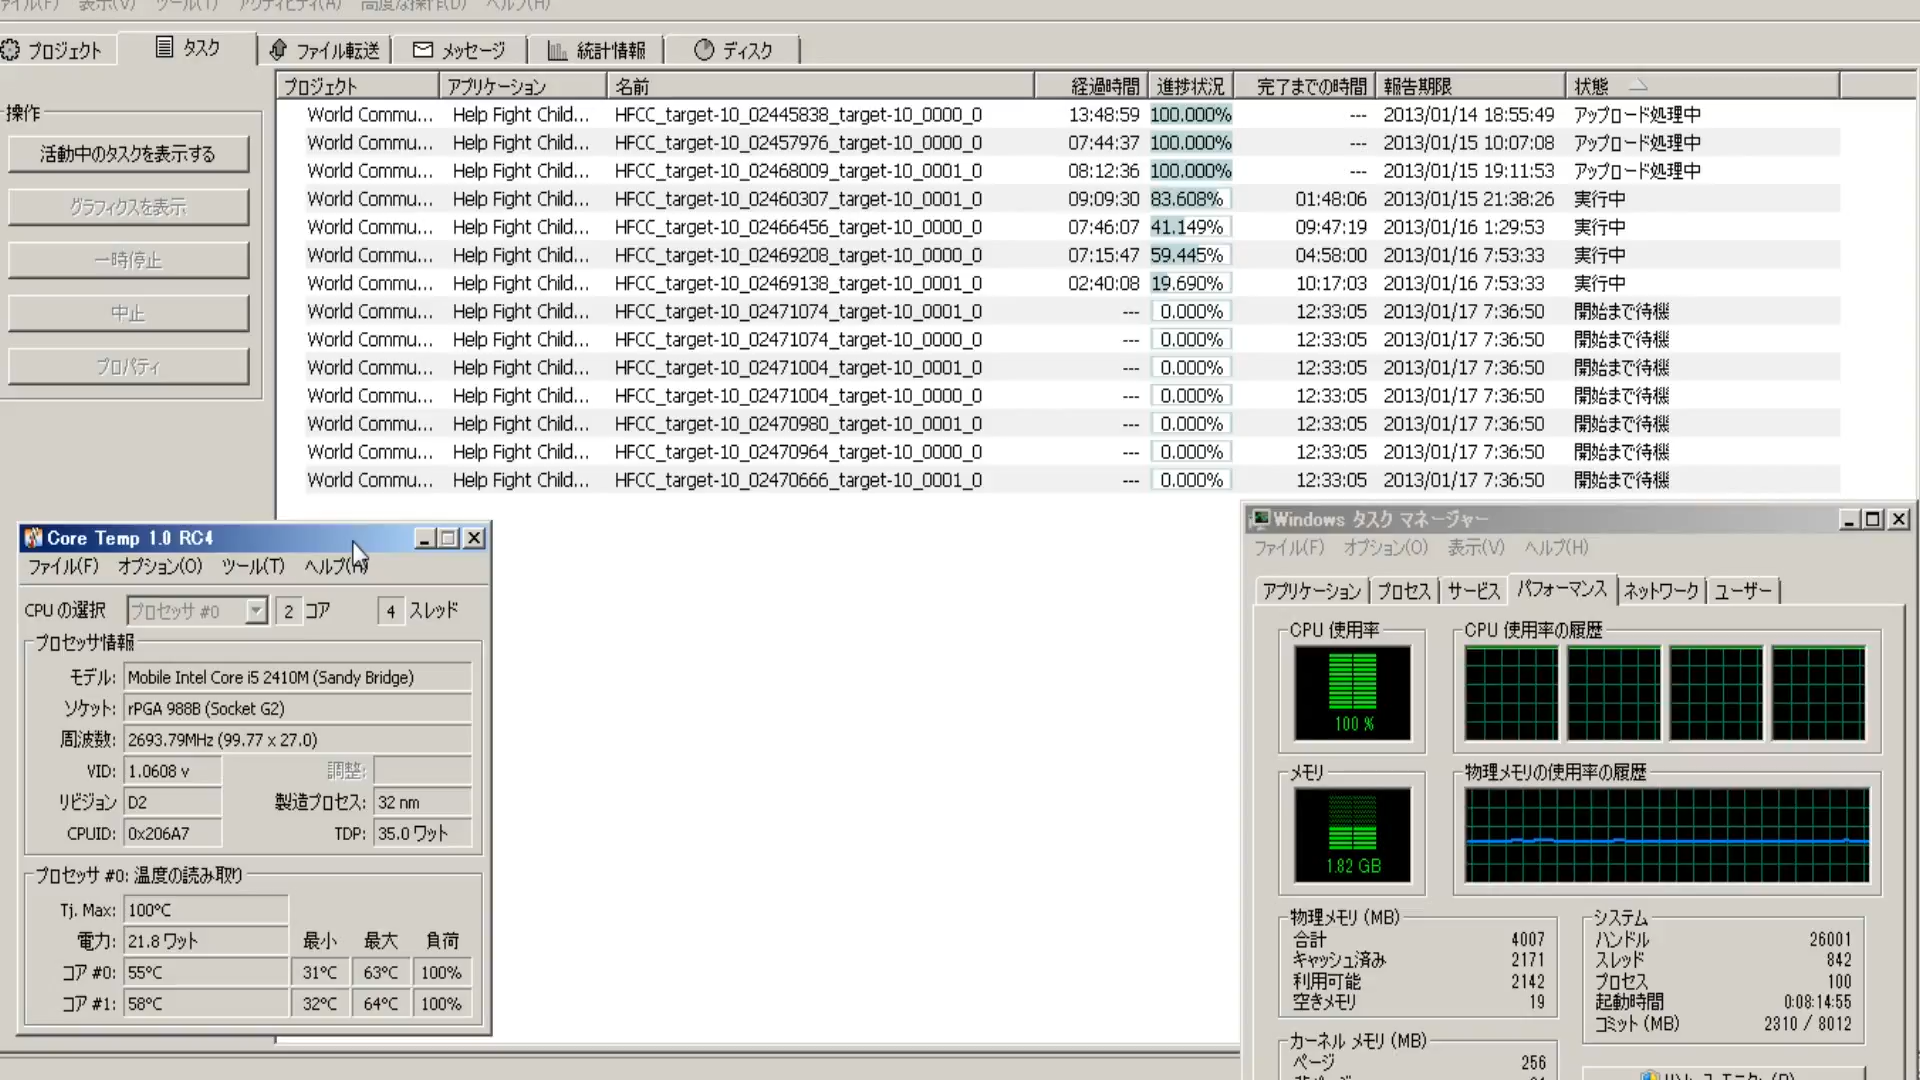 ァイル(F) 表示(V) ツール(T) アクティビティ(A) 高度な操作(O) ヘルプ(H)
プロジェクト タスク ファイル転送 メッセージ 統計情報 ディスク
プロジェクト アプリケーション 名前 経過時間 進捗状況 完了までの時間 報告期限 状態
World Commu... Help Fight Child... HFCC_target-10_02445838_target-10_0000_0 13:48:59 100.000% --- 2013/01/14 18:55:49 アップロード処理中
World Commu... Help Fight Child... HFCC_target-10_02457976_target-10_0000_0 07:44:37 100.000% --- 2013/01/15 10:07:08 アップロード処理中
World Commu... Help Fight Child... HFCC_target-10_02468009_target-10_0001_0 08:12:36 100.000% --- 2013/01/15 19:11:53 アップロード処理中
World Commu... Help Fight Child... HFCC_target-10_02460307_target-10_0001_0 09:09:30 83.608% 01:48:06 2013/01/15 21:38:26 実行中
World Commu... Help Fight Child... HFCC_target-10_02466456_target-10_0000_0 07:46:07 41.149% 09:47:19 2013/01/16 1:29:53 実行中
World Commu... Help Fight Child... HFCC_target-10_02469208_target-10_0000_0 07:15:47 59.445% 04:58:00 2013/01/16 7:53:33 実行中
World Commu... Help Fight Child... HFCC_target-10_02469138_target-10_0001_0 02:40:08 19.690% 10:17:03 2013/01/16 7:53:33 実行中
World Commu... Help Fight Child... HFCC_target-10_02471074_target-10_0001_0 --- 0.000% 12:33:05 2013/01/17 7:36:50 開始まで待機
World Commu... Help Fight Child... HFCC_target-10_02471074_target-10_0000_0 --- 0.000% 12:33:05 2013/01/17 7:36:50 開始まで待機
World Commu... Help Fight Child... HFCC_target-10_02471004_target-10_0001_0 --- 0.000% 12:33:05 2013/01/17 7:36:50 開始まで待機
World Commu... Help Fight Child... HFCC_target-10_02471004_target-10_0000_0 --- 0.000% 12:33:05 2013/01/17 7:36:50 開始まで待機
World Commu... Help Fight Child... HFCC_target-10_02470980_target-10_0001_0 --- 0.000% 12:33:05 2013/01/17 7:36:50 開始まで待機
World Commu... Help Fight Child... HFCC_target-10_02470964_target-10_0000_0 --- 0.000% 12:33:05 2013/01/17 7:36:50 開始まで待機
World Commu... Help Fight Child... HFCC_target-10_02470666_target-10_0001_0 --- 0.000% 12:33:05 2013/01/17 7:36:50 開始まで待機
操作
活動中のタスクを表示する
グラフィクスを表示
一時停止
中止
プロパティ
Core Temp 1.0 RC4
ファイル(F) オプション(O) ツール(T) ヘルプ(H)
CPU の選択 プロセッサ #0 2 コア 4 スレッド
プロセッサ情報
モデル: Mobile Intel Core i5 2410M (Sandy Bridge)
ソケット: rPGA 988B (Socket G2)
周波数: 2693.79MHz (99.77 x 27.0)
VID: 1.0608 v 調整:
リビジョン D2 製造プロセス: 32 nm
CPUID: 0x206A7 TDP: 35.0 ワット
プロセッサ #0: 温度の読み取り
Tj. Max: 100°C
電力: 21.8 ワット 最小 最大 負荷
コア #0: 55°C 31°C 63°C 100%
コア #1: 58°C 32°C 64°C 100%
Windows タスク マネージャー
ファイル(F) オプション(O) 表示(V) ヘルプ(H)
アプリケーション プロセス サービス パフォーマンス ネットワーク ユーザー
CPU 使用率 CPU 使用率の履歴
100 %
メモリ 物理メモリの使用率の履歴
1.82 GB
物理メモリ (MB)
合計 4007
キャッシュ済み 2171
利用可能 2142
空きメモリ 19
システム
ハンドル 26001
スレッド 842
プロセス 100
起動時間 0:08:14:55
コミット (MB) 2310 / 8012
カーネル メモリ (MB)
ページ 256